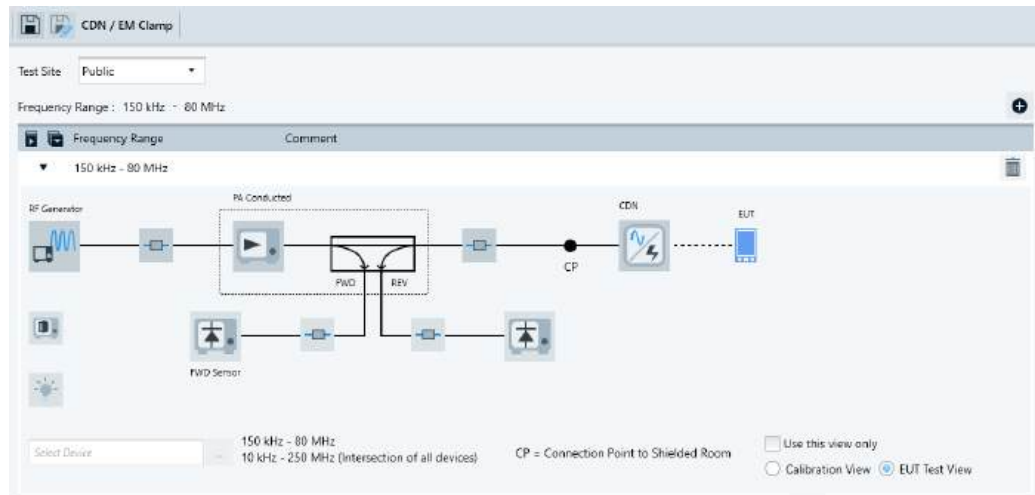 CDN / EM Clamp
Test Site Public
Frequency Range : 150 kHz - 80 MHz
Frequency Range Comment
150 kHz - 80 MHz
RF Generator
PA Conducted
CDN
EUT
CP
FWD REV
FWD Sensor
Select Device ...
150 kHz - 80 MHz
10 kHz - 250 MHz (Intersection of all devices)
CP = Connection Point to Shielded Room
Use this view only
Calibration View EUT Test View